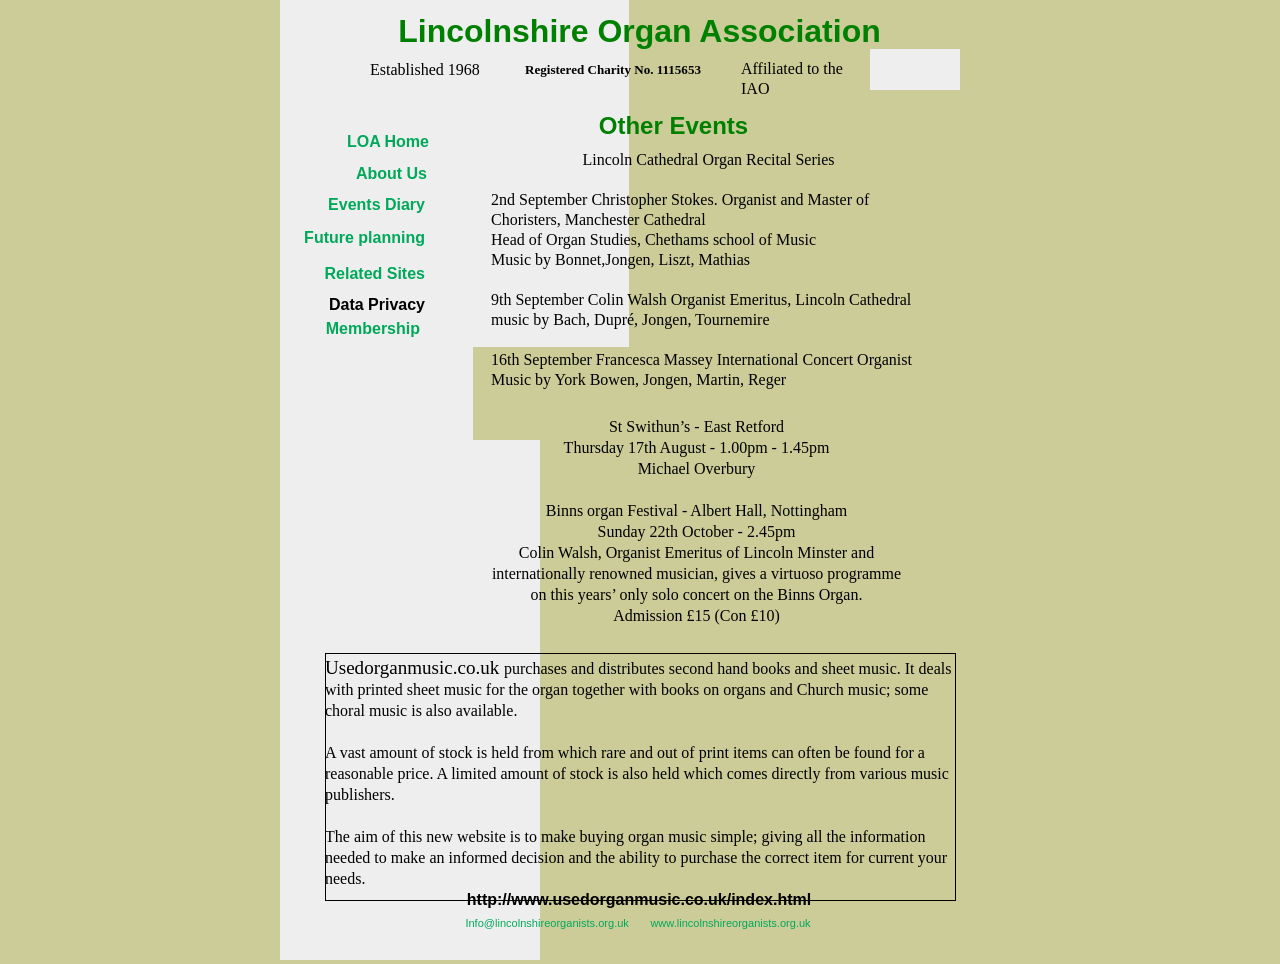 Lincolnshire Organ Association
Established 1968
Registered Charity No. 1115653
Affiliated to the
IAO
LOA Home
About Us
Events Diary
Future planning
Related Sites
Data Privacy
Membership
Other Events
Lincoln Cathedral Organ Recital Series
2nd September Christopher Stokes. Organist and Master of
Choristers, Manchester Cathedral
Head of Organ Studies, Chethams school of Music
Music by Bonnet,Jongen, Liszt, Mathias
9th September Colin Walsh Organist Emeritus, Lincoln Cathedral
music by Bach, Dupré, Jongen, Tournemire
16th September Francesca Massey International Concert Organist
Music by York Bowen, Jongen, Martin, Reger
St Swithun’s - East Retford
Thursday 17th August - 1.00pm - 1.45pm
Michael Overbury
Binns organ Festival - Albert Hall, Nottingham
Sunday 22th October - 2.45pm
Colin Walsh, Organist Emeritus of Lincoln Minster and
internationally renowned musician, gives a virtuoso programme
on this years’ only solo concert on the Binns Organ.
Admission £15 (Con £10)
Usedorganmusic.co.uk purchases and distributes second hand books and sheet music. It deals
with printed sheet music for the organ together with books on organs and Church music; some
choral music is also available.
A vast amount of stock is held from which rare and out of print items can often be found for a
reasonable price. A limited amount of stock is also held which comes directly from various music
publishers.
The aim of this new website is to make buying organ music simple; giving all the information
needed to make an informed decision and the ability to purchase the correct item for current your
needs.
http://www.usedorganmusic.co.uk/index.html
Info@lincolnshireorganists.org.uk www.lincolnshireorganists.org.uk